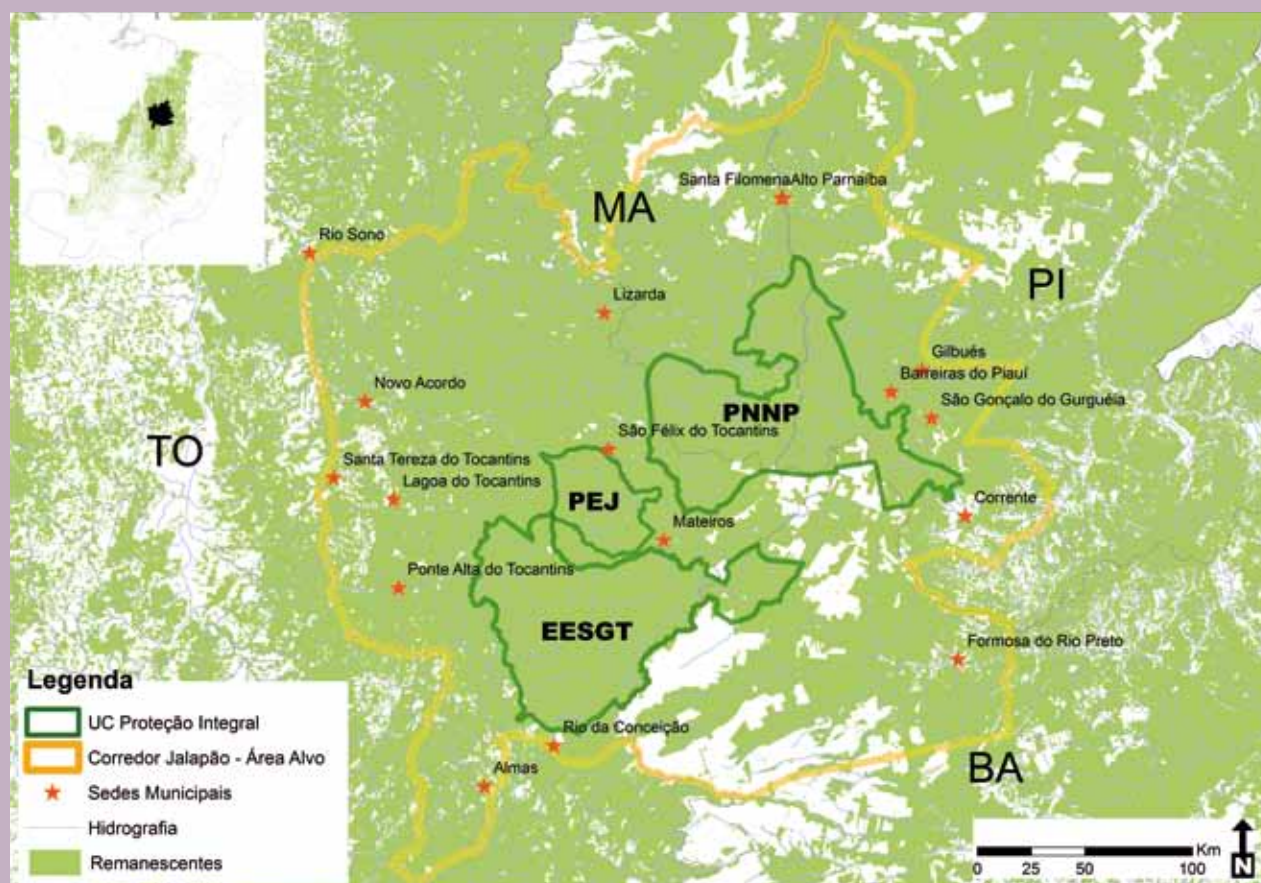 Santa FilomenaAlto Parnaíba
MA
Rio Sono
PI
Lizarda
Gilbués
Barreiras do Piauí
São Gonçalo do Gurguéia
Novo Acordo
PNNP
São Félix do Tocantins
TO
Santa Tereza do Tocantins
Lagoa do Tocantins
PEJ
Corrente
Mateiros
Ponte Alta do Tocantins
EESGT
Formosa do Rio Preto
Rio da Conceição
Almas
BA
Legenda
UC Proteção Integral
Corredor Jalapão - Área Alvo
Sedes Municipais
Hidrografia
Remanescentes
Km
0 25 50 100
N